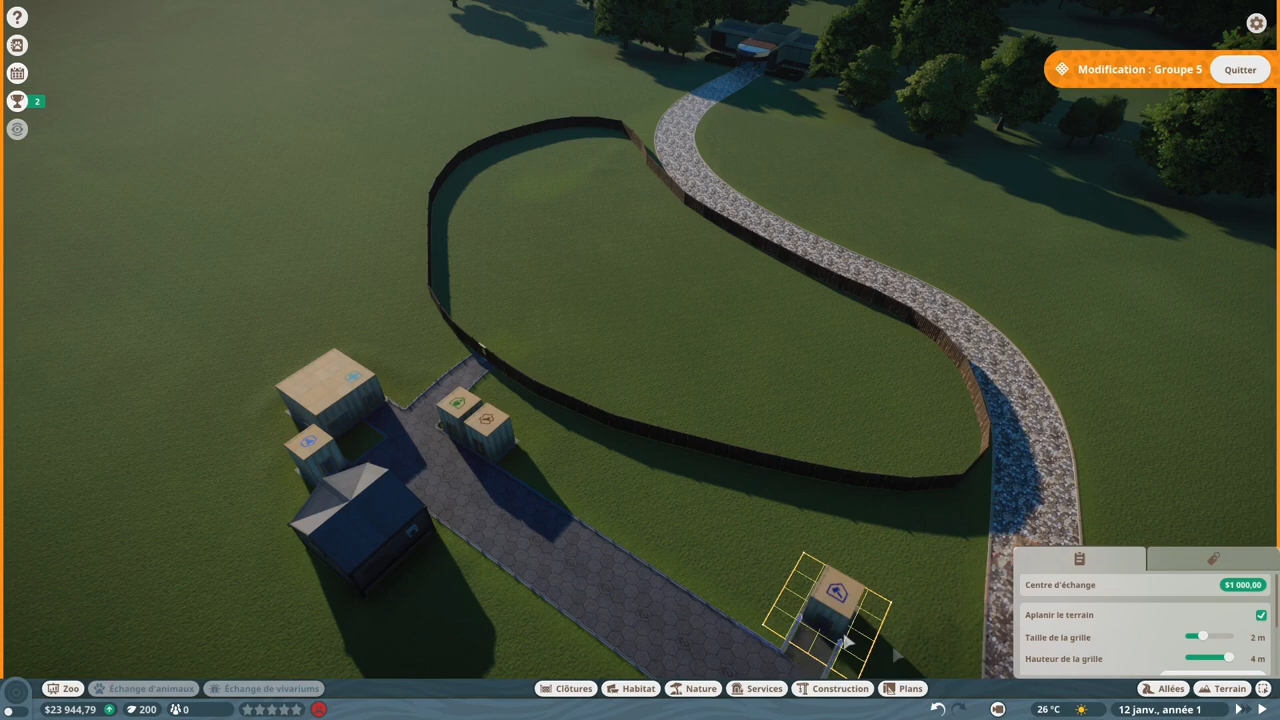 ?
Modification : Groupe 5
Quitter
2
Centre d'échange
$1 000,00
Aplanir le terrain
Taille de la grille
2 m
Hauteur de la grille
4 m
Zoo
Échange d'animaux
Échange de vivariums
Clôtures
Habitat
Nature
Services
Construction
Plans
Allées
Terrain
$23 944,79
200
0
26 °C
12 janv., année 1